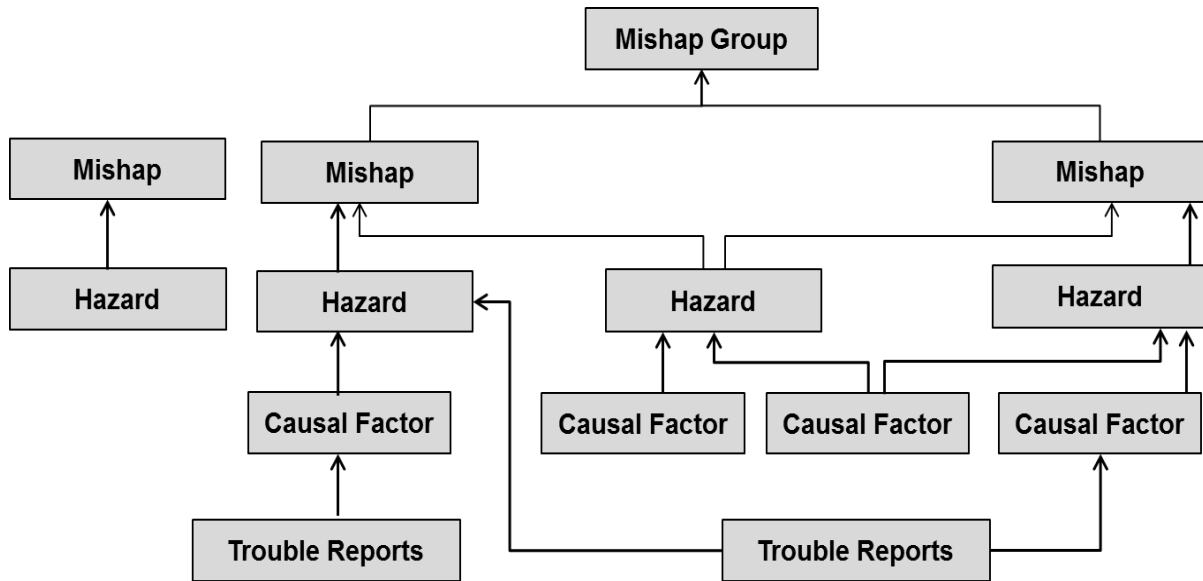 Mishap Group
Mishap
Mishap
Mishap
Hazard
Hazard
Hazard
Hazard
Causal Factor
Causal Factor
Causal Factor
Causal Factor
Trouble Reports
Trouble Reports